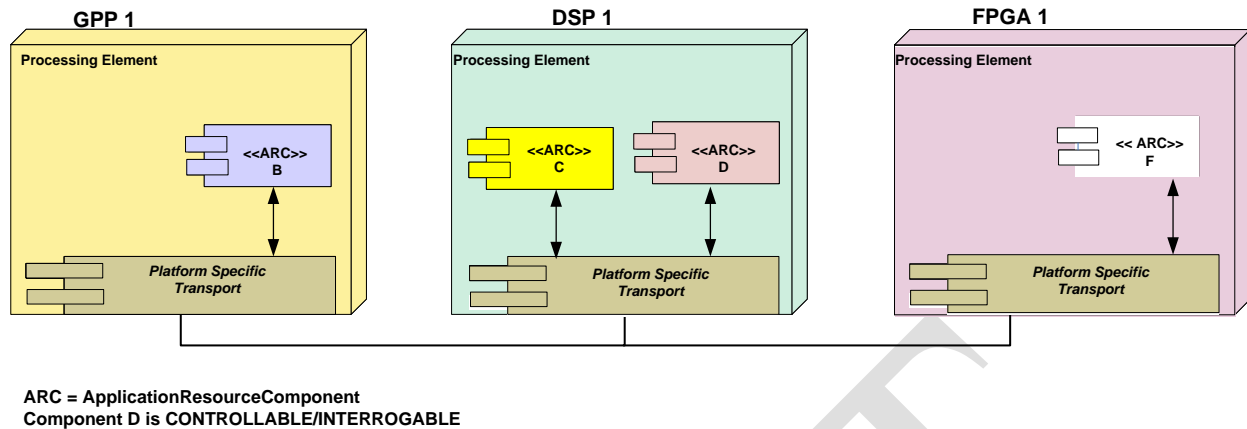 GPP 1
DSP 1
FPGA 1
Processing Element
Processing Element
Processing Element
<<ARC>>
B
<<ARC>>
C
<<ARC>>
D
<< ARC>>
F
Platform Specific
Transport
Platform Specific
Transport
Platform Specific
Transport
ARC = ApplicationResourceComponent
Component D is CONTROLLABLE/INTERROGABLE